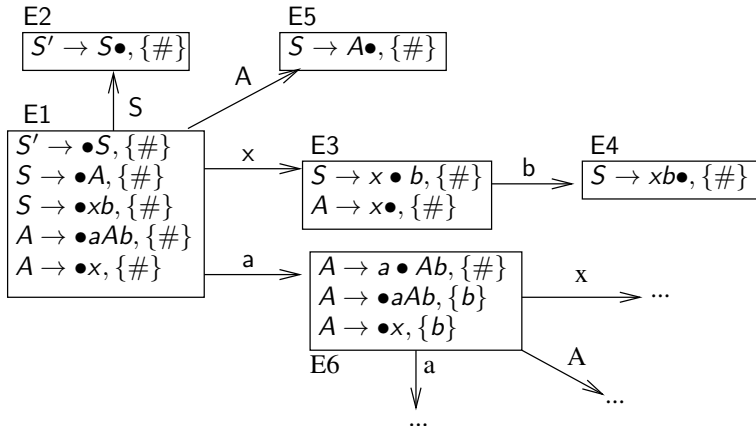 E2
S′ → S•, {#}
E5
S → A•, {#}
S
A
E1
S′ → •S, {#}
S → •A, {#}
S → •xb, {#}
A → •aAb, {#}
A → •x, {#}
x
E3
S → x • b, {#}
A → x•, {#}
b
E4
S → xb•, {#}
a
A → a • Ab, {#}
A → •aAb, {b}
A → •x, {b}
E6
x
...
A
...
a
...